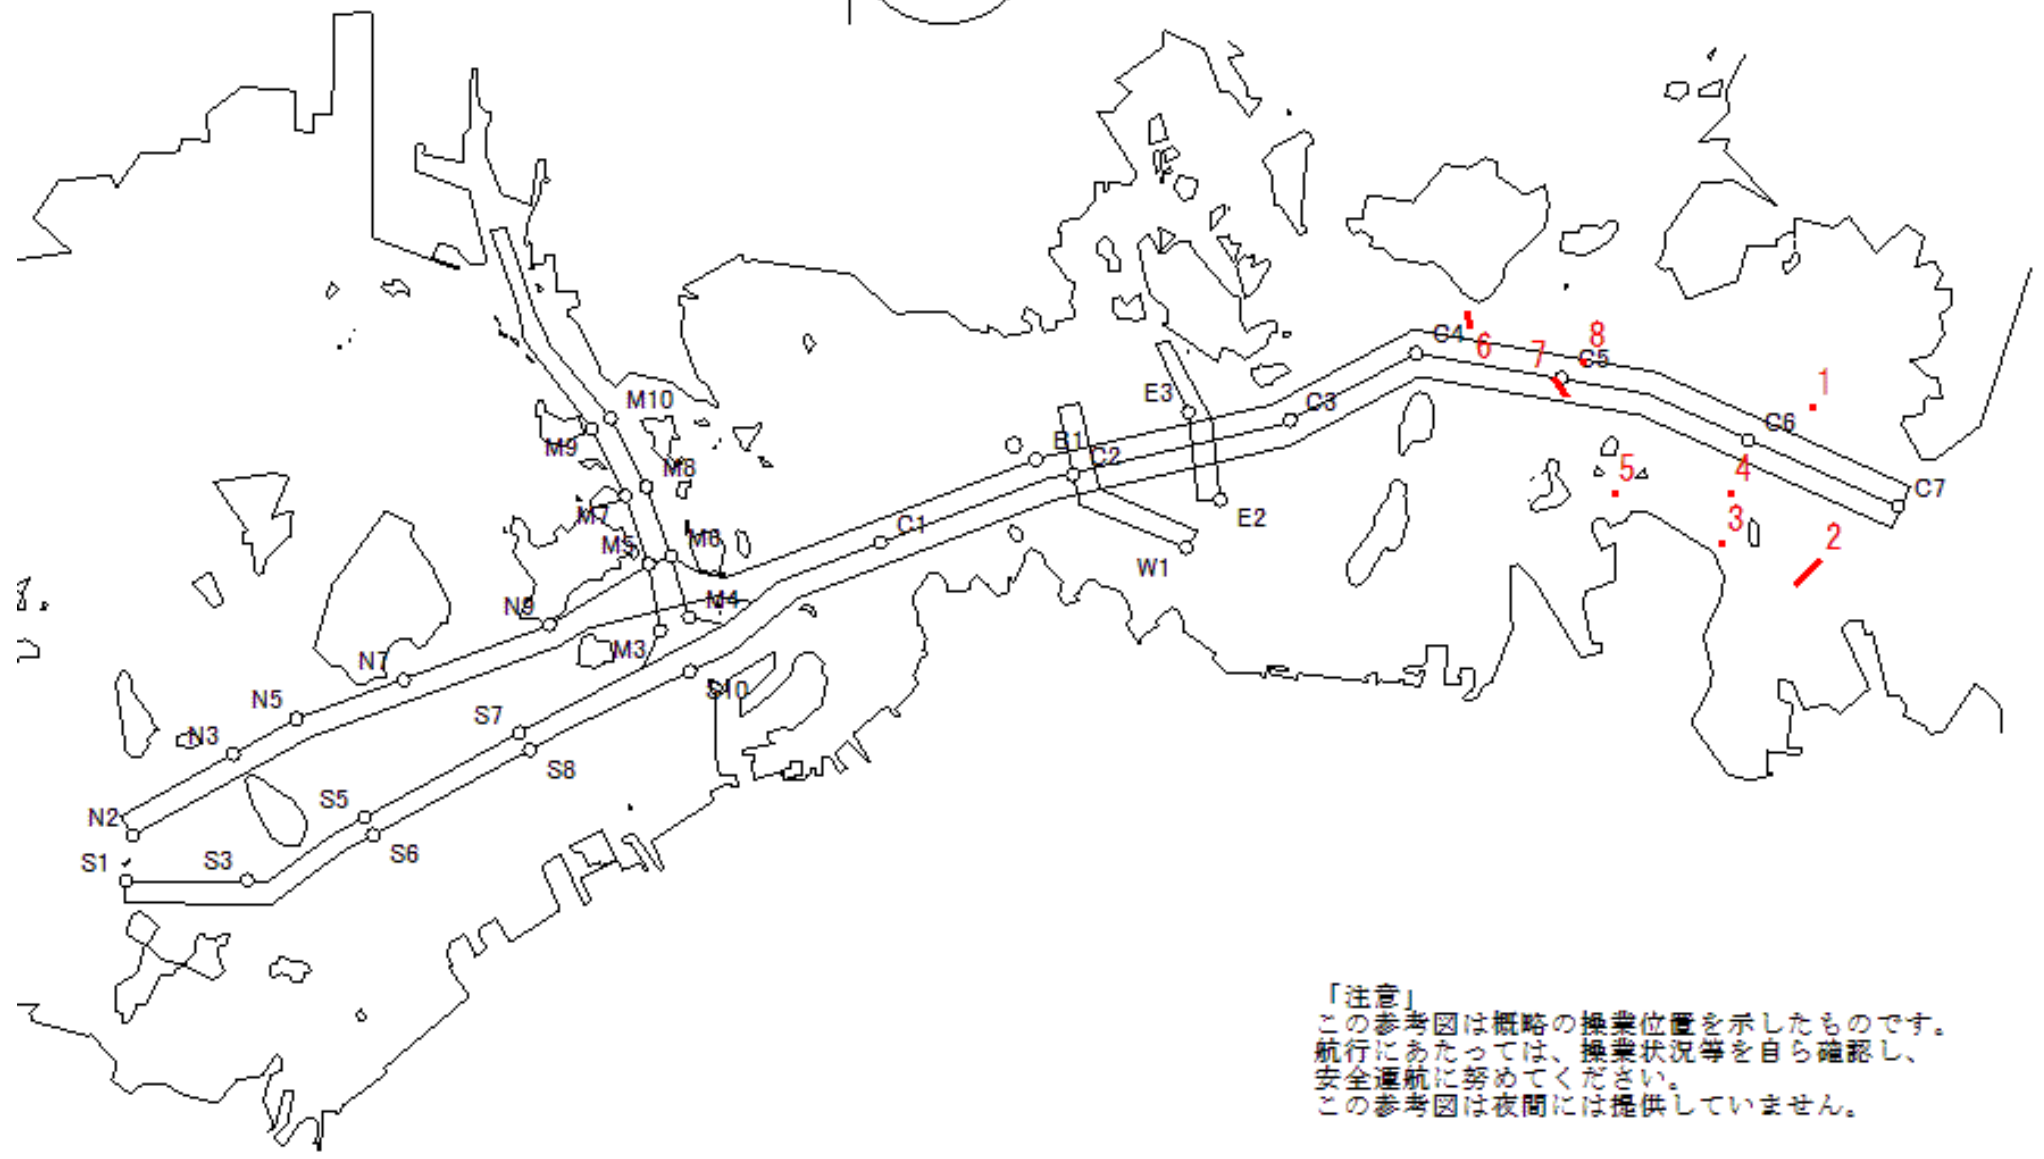 C4
6
7
8
C5
1
M10
E3
C3
C6
M9
B1
C2
M8
5
4
C7
M7
E2
C1
3
M5
M6
2
W1
N9
M4
M3
N7
S10
N5
S7
N3
S8
S5
N2
S6
S1
S3
「注意」
この参考図は概略の操業位置を示したものです。
航行にあたっては、操業状況等を自ら確認し、
安全運航に努めてください。
この参考図は夜間には提供していません。